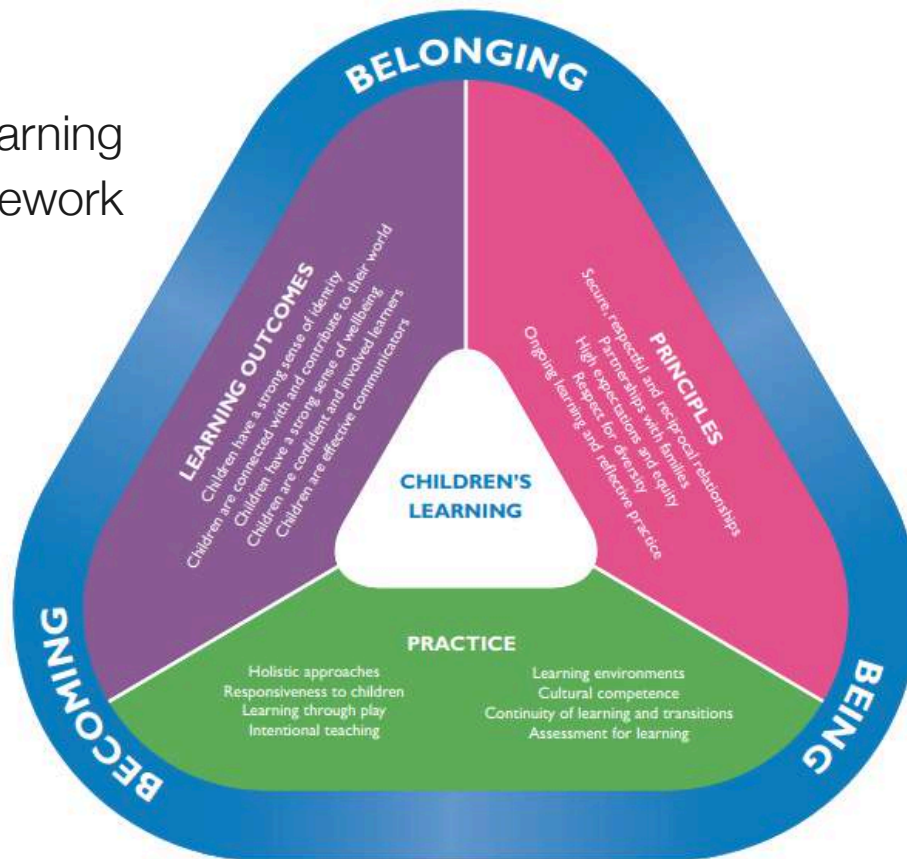 arning
ework
BELONGING
LEARNING OUTCOMES
Children have a strong sense of identity
Children are connected with and contribute to their world
Children have a strong sense of wellbeing
Children are confident and involved learners
Children are effective communicators
PRINCIPLES
Secure, respectful and reciprocal relationships
Partnerships with families
High expectations and equity
Respect for diversity
Ongoing learning and reflective practice
CHILDREN'S
LEARNING
PRACTICE
Holistic approaches
Responsiveness to children
Learning through play
Intentional teaching
Learning environments
Cultural competence
Continuity of learning and transitions
Assessment for learning
BECOMING
BEING